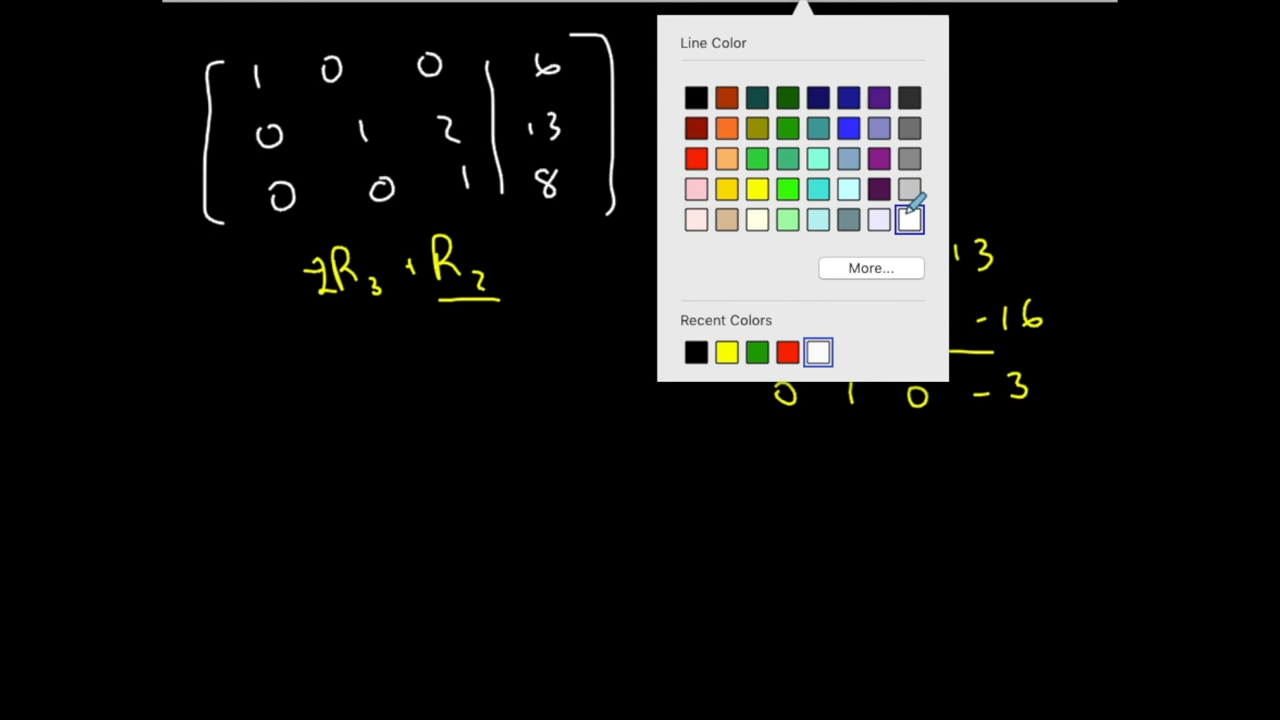 1 0 0 | 6
0 1 2 | 13
0 0 1 | 8
-2R3 + R2
Line Color
More...
Recent Colors
13
-16
0 1 0 -3